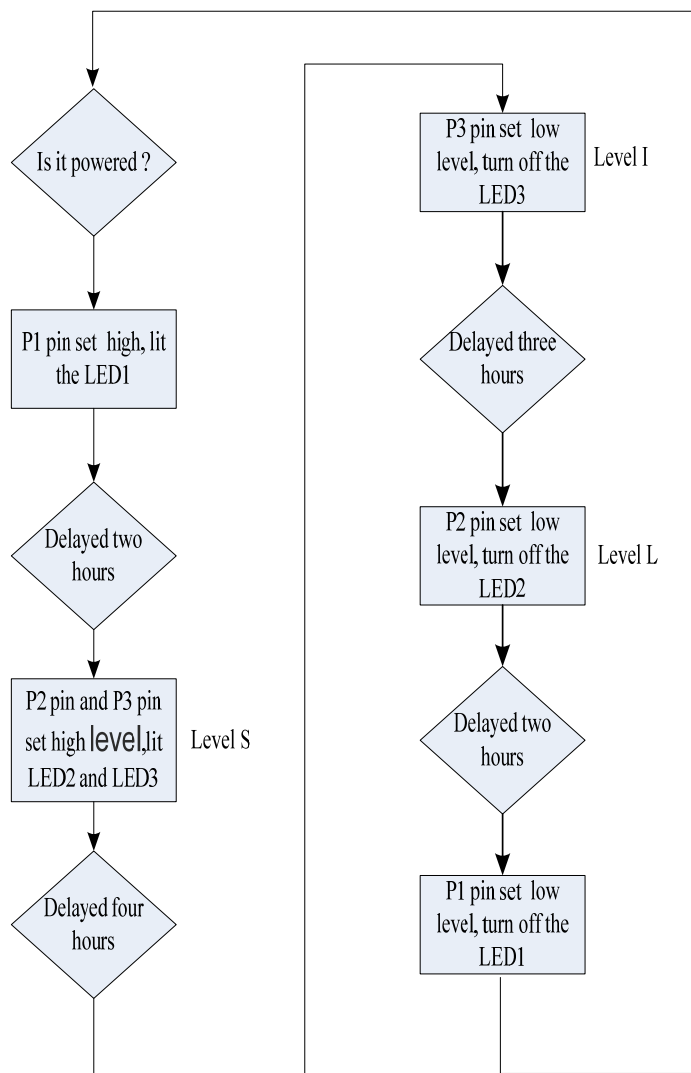 Is it powered ?
P1 pin set high, lit
the LED1
Delayed two
hours
P2 pin and P3 pin
set high level,lit
LED2 and LED3
Level S
Delayed four
hours
P3 pin set low
level, turn off the
LED3
Level I
Delayed three
hours
P2 pin set low
level, turn off the
LED2
Level L
Delayed two
hours
P1 pin set low
level, turn off the
LED1